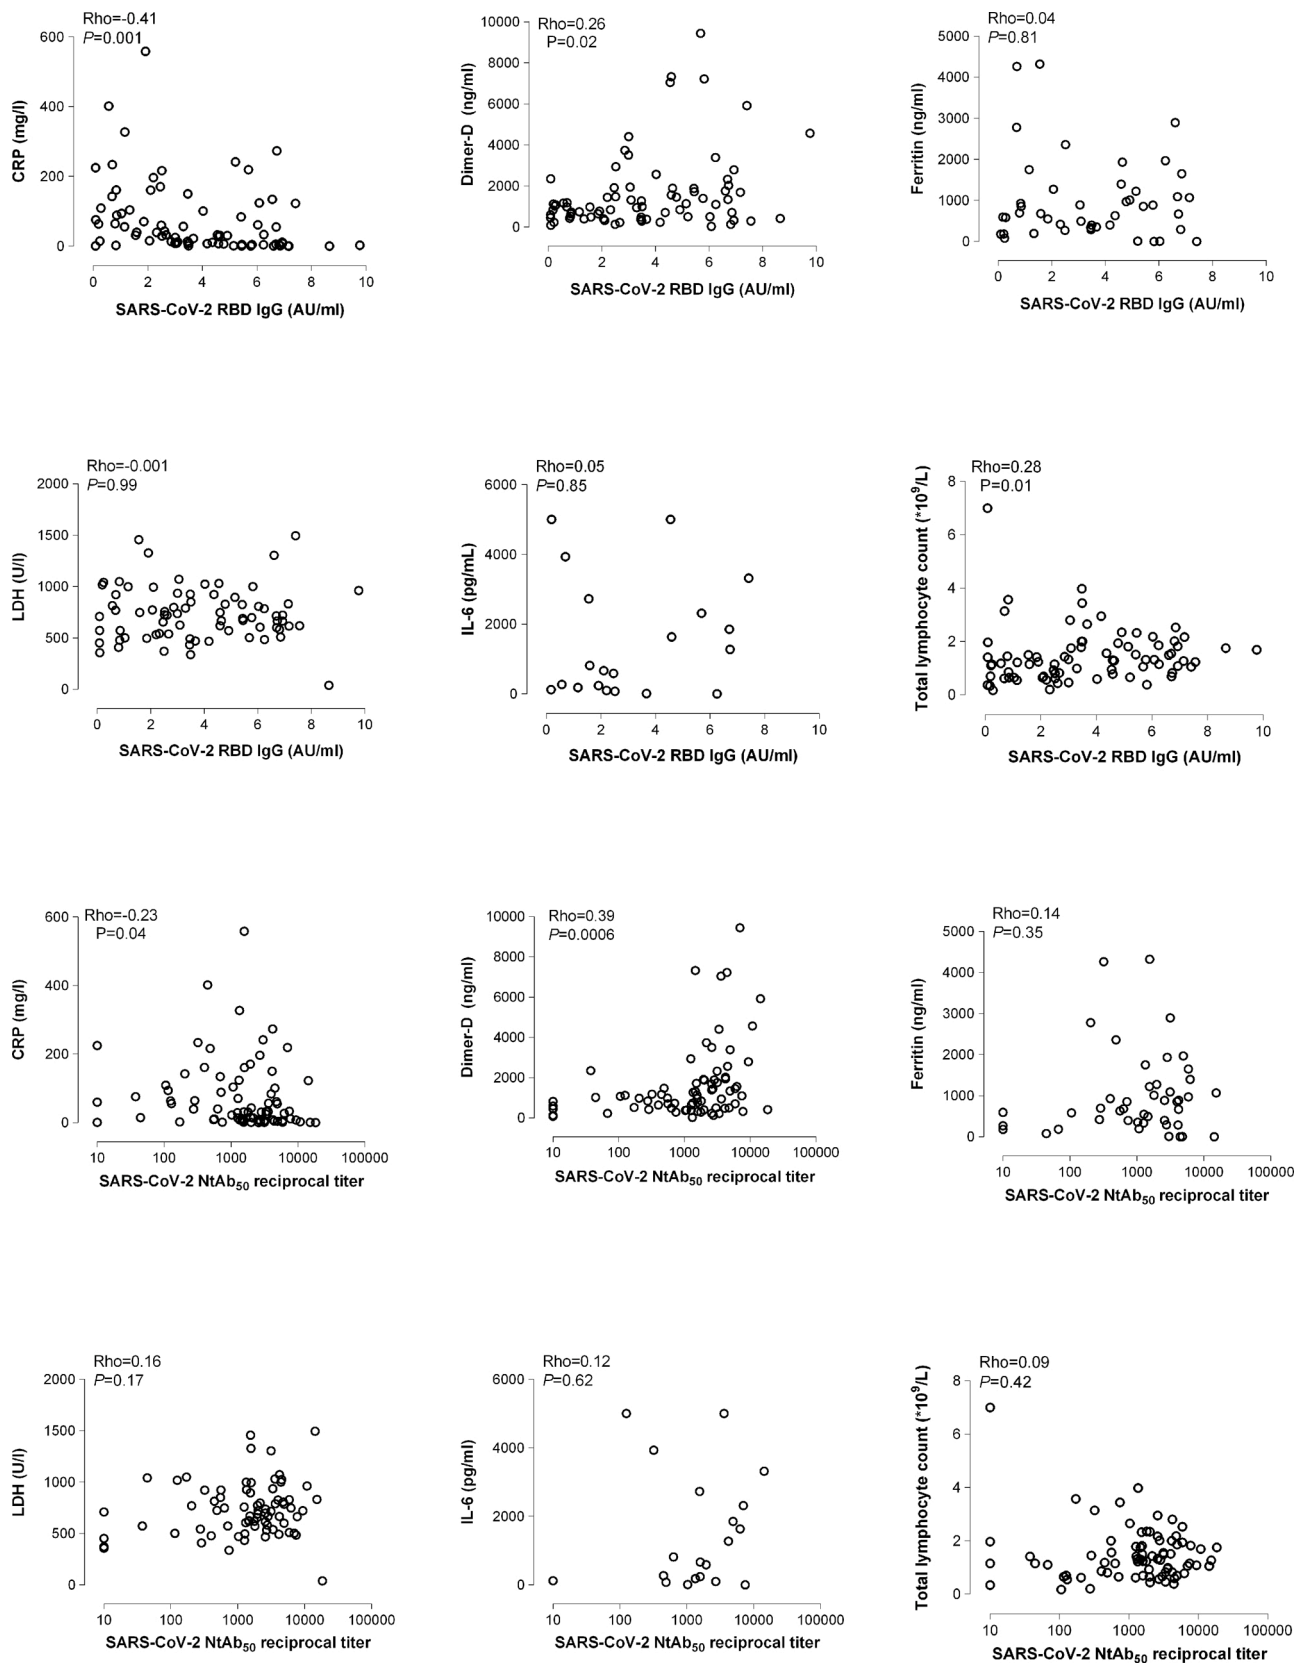 Rho=-0.41
P=0.001
600
400
200
0
CRP (mg/l)
0 2 4 6 8 10
SARS-CoV-2 RBD IgG (AU/ml)
Rho=0.26
P=0.02
10000
8000
6000
4000
2000
0
Dimer-D (ng/ml)
0 2 4 6 8 10
SARS-CoV-2 RBD IgG (AU/ml)
Rho=0.04
P=0.81
5000
4000
3000
2000
1000
0
Ferritin (ng/ml)
0 2 4 6 8 10
SARS-CoV-2 RBD IgG (AU/ml)
Rho=-0.001
P=0.99
2000
1500
1000
500
0
LDH (U/l)
0 2 4 6 8 10
SARS-CoV-2 RBD IgG (AU/ml)
Rho=0.05
P=0.85
6000
4000
2000
0
IL-6 (pg/mL)
0 2 4 6 8 10
SARS-CoV-2 RBD IgG (AU/ml)
Rho=0.28
P=0.01
8
6
4
2
0
Total lymphocyte count (*10⁹/L)
0 2 4 6 8 10
SARS-CoV-2 RBD IgG (AU/ml)
Rho=-0.23
P=0.04
600
400
200
0
CRP (mg/l)
10 100 1000 10000 100000
SARS-CoV-2 NtAb₅₀ reciprocal titer
Rho=0.39
P=0.0006
10000
8000
6000
4000
2000
0
Dimer-D (ng/ml)
10 100 1000 10000 100000
SARS-CoV-2 NtAb₅₀ reciprocal titer
Rho=0.14
P=0.35
5000
4000
3000
2000
1000
0
Ferritin (ng/ml)
10 100 1000 10000 100000
SARS-CoV-2 NtAb₅₀ reciprocal titer
Rho=0.16
P=0.17
2000
1500
1000
500
0
LDH (U/l)
10 100 1000 10000 100000
SARS-CoV-2 NtAb₅₀ reciprocal titer
Rho=0.12
P=0.62
6000
4000
2000
0
IL-6 (pg/ml)
10 100 1000 10000 100000
SARS-CoV-2 NtAb₅₀ reciprocal titer
Rho=0.09
P=0.42
8
6
4
2
0
Total lymphocyte count (*10⁹/L)
10 100 1000 10000 100000
SARS-CoV-2 NtAb₅₀ reciprocal titer